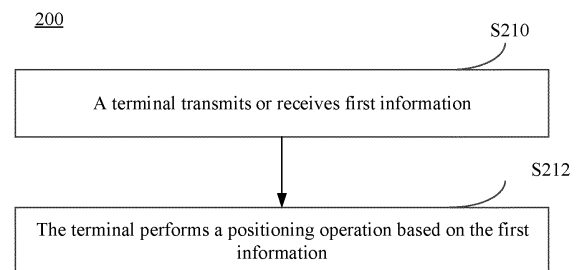 200
S210
A terminal transmits or receives first information
S212
The terminal performs a positioning operation based on the first
information